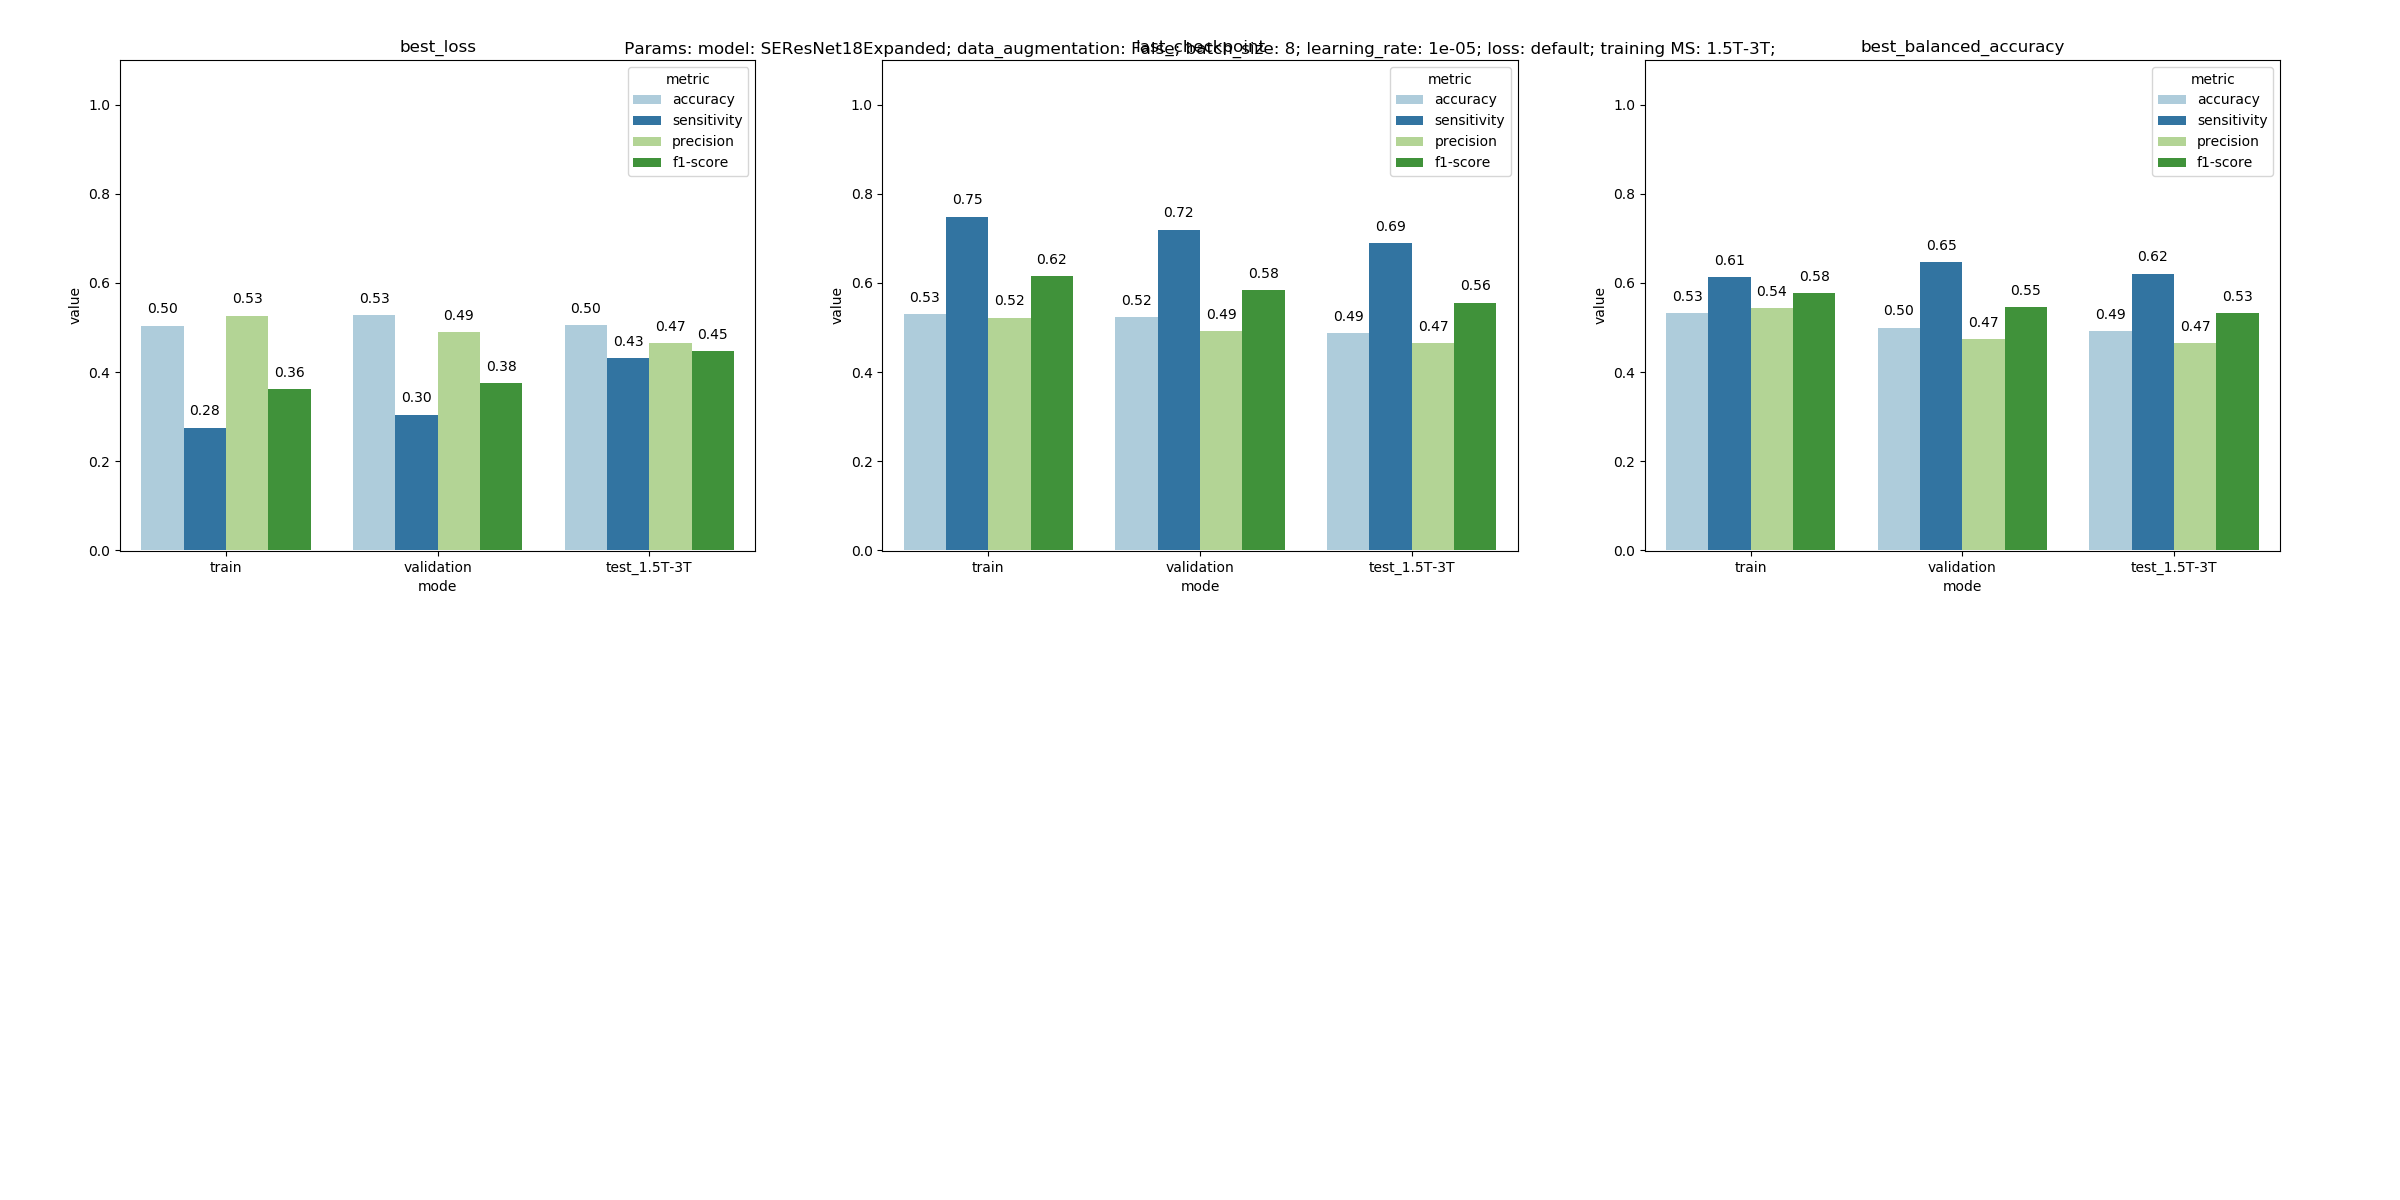 Params: model: SEResNet18Expanded; data_augmentation: False; batch_size: 8; learning_rate: 1e-05; loss: default; training MS: 1.5T-3T;
best_loss
metric
accuracy
sensitivity
precision
f1-score
value
1.0
0.8
0.6
0.4
0.2
0.0
0.50
0.28
0.53
0.36
0.53
0.30
0.49
0.38
0.50
0.43
0.47
0.45
train
validation
test_1.5T-3T
mode
last_checkpoint
metric
accuracy
sensitivity
precision
f1-score
value
1.0
0.8
0.6
0.4
0.2
0.0
0.53
0.75
0.52
0.62
0.52
0.72
0.49
0.58
0.49
0.69
0.47
0.56
train
validation
test_1.5T-3T
mode
best_balanced_accuracy
metric
accuracy
sensitivity
precision
f1-score
value
1.0
0.8
0.6
0.4
0.2
0.0
0.53
0.61
0.54
0.58
0.50
0.65
0.47
0.55
0.49
0.62
0.47
0.53
train
validation
test_1.5T-3T
mode